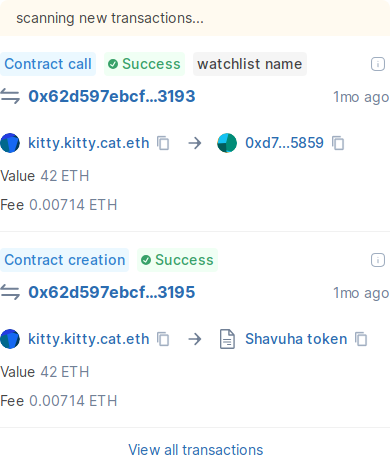 scanning new transactions...
Contract call Success watchlist name
0x62d597ebcf...3193 1mo ago
kitty.kitty.cat.eth → 0xd7...5859
Value 42 ETH
Fee 0.00714 ETH
Contract creation Success
0x62d597ebcf...3195 1mo ago
kitty.kitty.cat.eth → Shavuha token
Value 42 ETH
Fee 0.00714 ETH
View all transactions